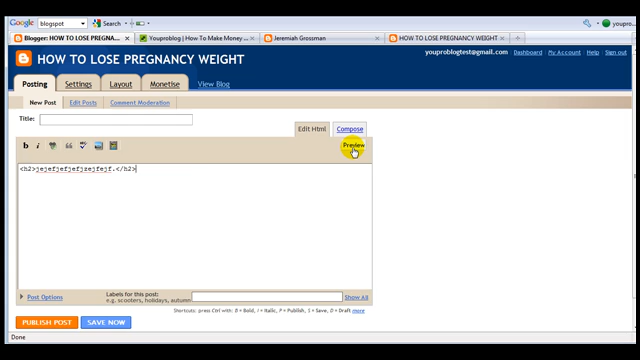 Google blogspot Search youpro...
Blogger: HOW TO LOSE PREGNA... Youproblog | How To Make Money ... Jeremiah Grossman HOW TO LOSE PREGNANCY WEIGHT
youproblogtest@gmail.com Dashboard My Account Help Sign out
HOW TO LOSE PREGNANCY WEIGHT
Posting Settings Layout Monetise View Blog
New Post Edit Posts Comment Moderation
Title:
Edit Html Compose
b i Preview
<h2>jejefjefjefjzejfejf.</h2>
Post Options Labels for this post: Show All
e.g. scooters, holidays, autumn
Shortcuts: press Ctrl with: B = Bold, I = Italic, P = Publish, S = Save, D = Draft more
PUBLISH POST SAVE NOW
Done